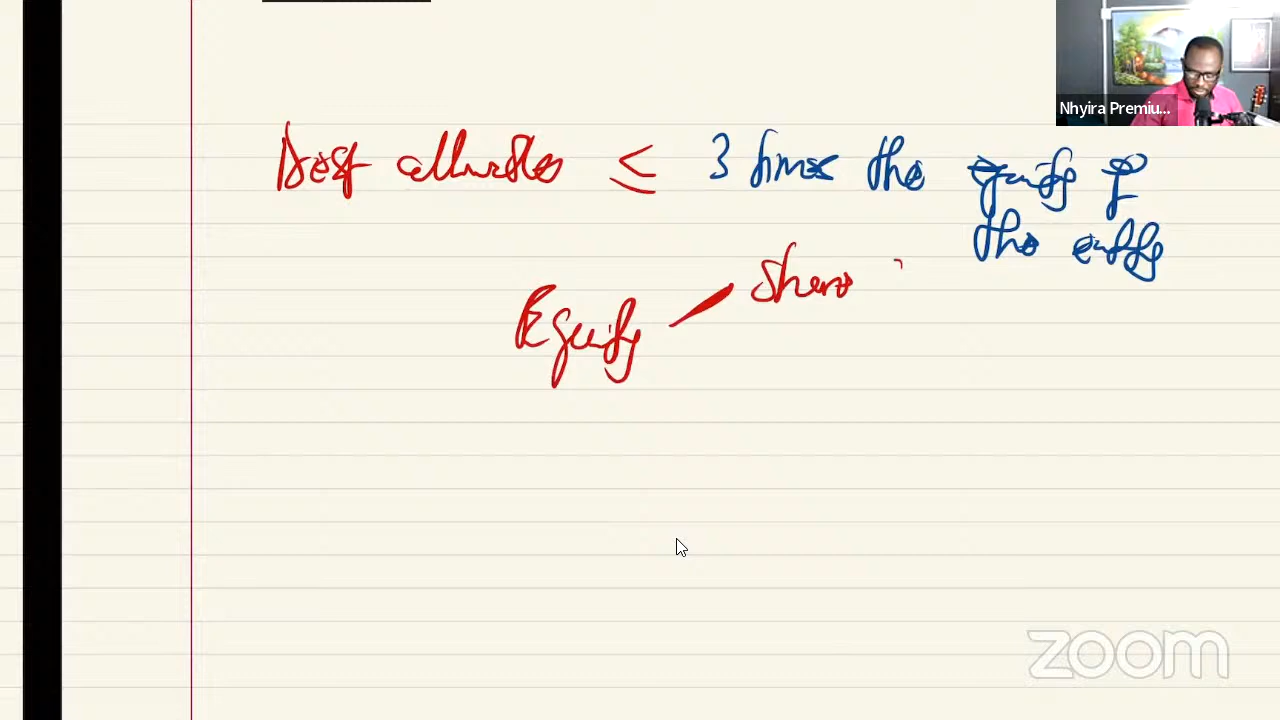 Nhyira Premiu...
Debt allowable ≤ 3 times the equity of
the entity
Equity
Share
zoom